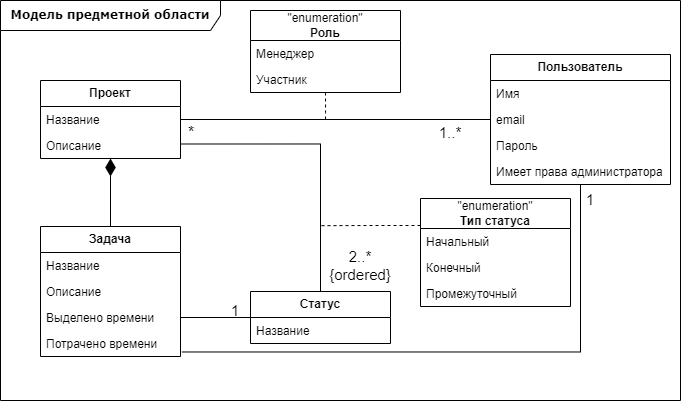 Модель предметной области
"enumeration"
Роль
Менеджер
Участник
Пользователь
Имя
email
Пароль
Имеет права администратора
Проект
Название
Описание
*
1..*
1
"enumeration"
Тип статуса
Начальный
Конечный
Промежуточный
Задача
Название
Описание
Выделено времени
Потрачено времени
2..*
{ordered}
1
Статус
Название